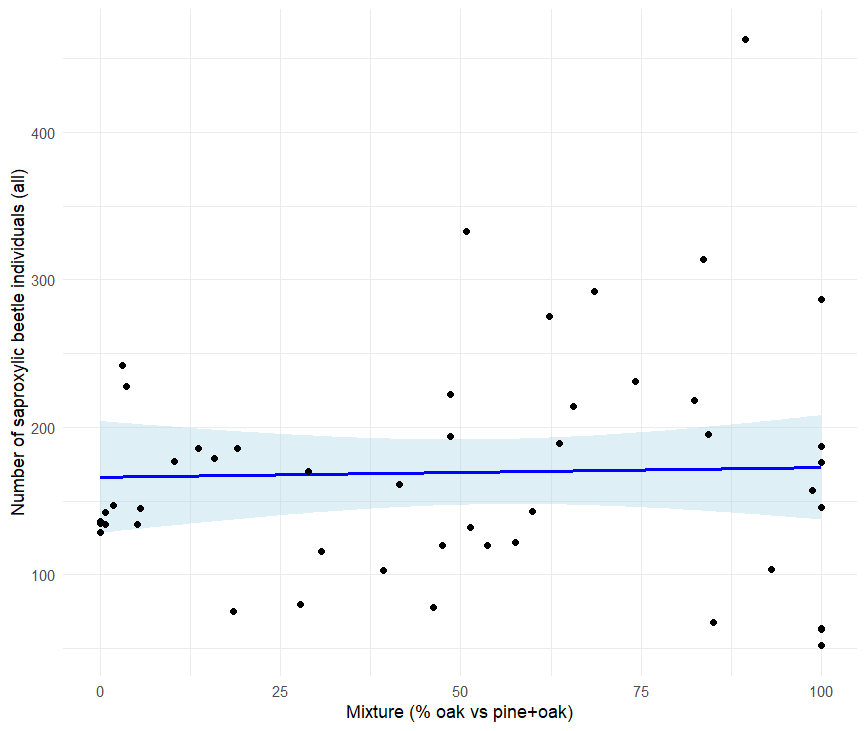 Number of saproxylic beetle individuals (all)
400
300
200
100
0 25 50 75 100
Mixture (% oak vs pine+oak)